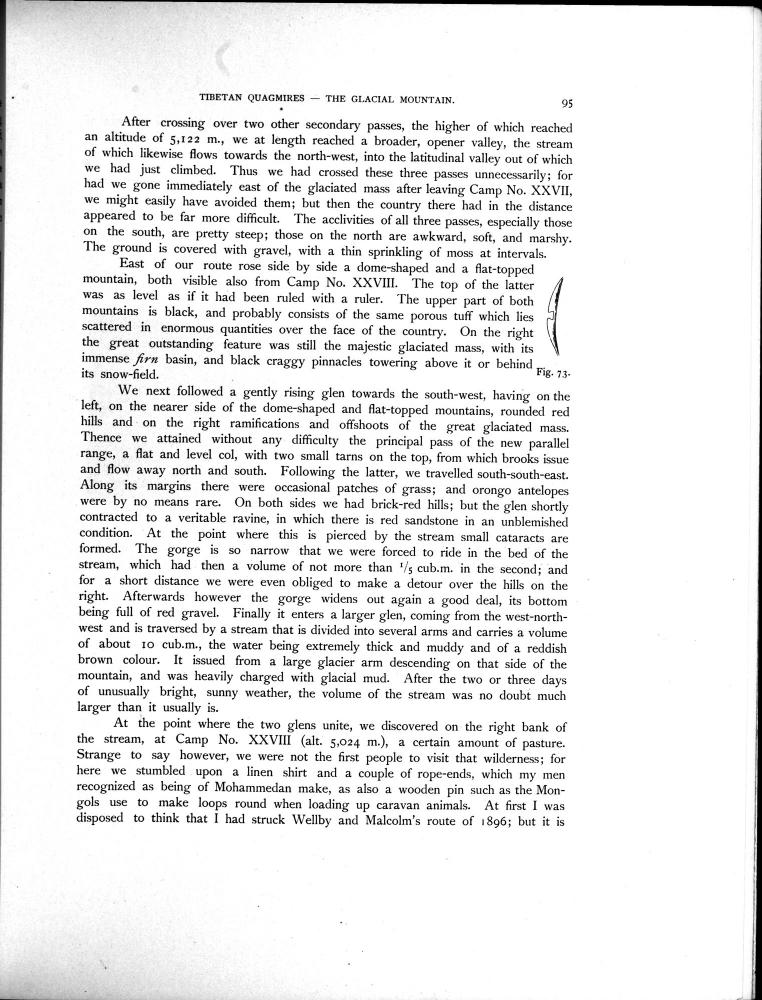 TIBETAN QUAGMIRES — THE GLACIAL MOUNTAIN.
95
After crossing over two other secondary passes, the higher of which reached
an altitude of 5,122 m., we at length reached a broader, opener valley, the stream
of which likewise flows towards the north-west, into the latitudinal valley out of which
we had just climbed. Thus we had crossed these three passes unnecessarily; for
had we gone immediately east of the glaciated mass after leaving Camp No. XXVII,
we might easily have avoided them; but then the country there had in the distance
appeared to be far more difficult. The acclivities of all three passes, especially those
on the south, are pretty steep; those on the north are awkward, soft, and marshy.
The ground is covered with gravel, with a thin sprinkling of moss at intervals.
East of our route rose side by side a dome-shaped and a flat-topped
mountain, both visible also from Camp No. XXVIII. The top of the latter
was as level as if it had been ruled with a ruler. The upper part of both
mountains is black, and probably consists of the same porous tuff which lies
scattered in enormous quantities over the face of the country. On the right
the great outstanding feature was still the majestic glaciated mass, with its
immense firn basin, and black craggy pinnacles towering above it or behind
its snow-field.
Fig. 73.
We next followed a gently rising glen towards the south-west, having on the
left, on the nearer side of the dome-shaped and flat-topped mountains, rounded red
hills and on the right ramifications and offshoots of the great glaciated mass.
Thence we attained without any difficulty the principal pass of the new parallel
range, a flat and level col, with two small tarns on the top, from which brooks issue
and flow away north and south. Following the latter, we travelled south-south-east.
Along its margins there were occasional patches of grass; and orongo antelopes
were by no means rare. On both sides we had brick-red hills; but the glen shortly
contracted to a veritable ravine, in which there is red sandstone in an unblemished
condition. At the point where this is pierced by the stream small cataracts are
formed. The gorge is so narrow that we were forced to ride in the bed of the
stream, which had then a volume of not more than 1/5 cub.m. in the second; and
for a short distance we were even obliged to make a detour over the hills on the
right. Afterwards however the gorge widens out again a good deal, its bottom
being full of red gravel. Finally it enters a larger glen, coming from the west-north-
west and is traversed by a stream that is divided into several arms and carries a volume
of about 10 cub.m., the water being extremely thick and muddy and of a reddish
brown colour. It issued from a large glacier arm descending on that side of the
mountain, and was heavily charged with glacial mud. After the two or three days
of unusually bright, sunny weather, the volume of the stream was no doubt much
larger than it usually is.
At the point where the two glens unite, we discovered on the right bank of
the stream, at Camp No. XXVIII (alt. 5,024 m.), a certain amount of pasture.
Strange to say however, we were not the first people to visit that wilderness; for
here we stumbled upon a linen shirt and a couple of rope-ends, which my men
recognized as being of Mohammedan make, as also a wooden pin such as the Mon-
gols use to make loops round when loading up caravan animals. At first I was
disposed to think that I had struck Wellby and Malcolm's route of 1896; but it is